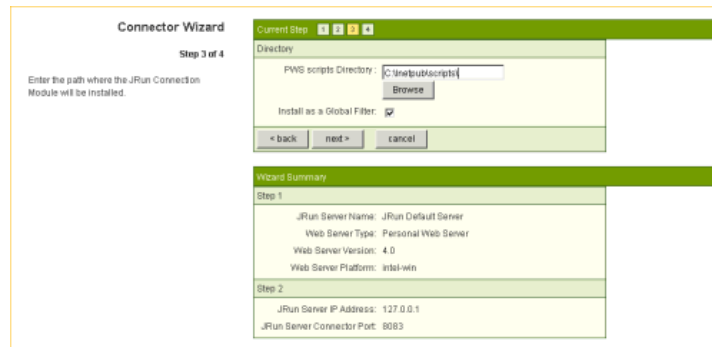 Connector Wizard
Step 3 of 4
Enter the path where the JRun Connection
Module will be installed.
Current Step 1 2 3 4
Directory
PWS scripts Directory: C:\Inetpub\scripts\
Browse
Install as a Global Filter:
< back next > cancel
Wizard Summary
Step 1
JRun Server Name: JRun Default Server
Web Server Type: Personal Web Server
Web Server Version: 4.0
Web Server Platform: intel-win
Step 2
JRun Server IP Address: 127.0.0.1
JRun Server Connector Port: 8083